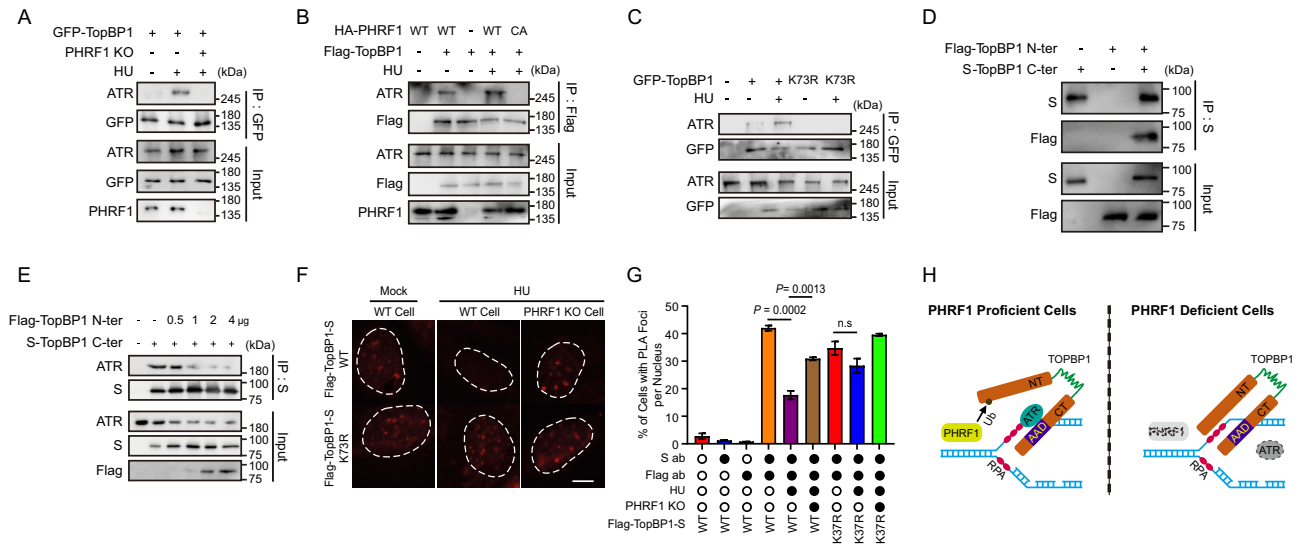 A
GFP-TopBP1 + + +
PHRF1 KO - - +
HU - + + (kDa)
ATR 245
GFP 180 135
IP : GFP
ATR 245
GFP 180 135
PHRF1 180 135
Input
B
HA-PHRF1 WT WT - WT CA
Flag-TopBP1 - + + + +
HU - - - + + (kDa)
ATR 245
Flag 180 135
IP : Flag
ATR 245
Flag 180 135
PHRF1 180 135
Input
C
GFP-TopBP1 - + + K73R K73R
HU - - + - + (kDa)
ATR 245
GFP 180 135
IP : GFP
ATR 245
GFP 180 135
Input
D
Flag-TopBP1 N-ter - + +
S-TopBP1 C-ter + - + (kDa)
S 100 75
Flag 100 75
IP : S
S 100 75
Flag 100 75
Input
E
Flag-TopBP1 N-ter - - 0.5 1 2 4 µg
S-TopBP1 C-ter - + + + + + (kDa)
ATR 180
S 100 75
IP : S
ATR 180
S 100 75
Flag 100 75
Input
F
Mock HU
WT Cell WT Cell PHRF1 KO Cell
Flag-TopBP1-S
WT
Flag-TopBP1-S
K73R
G
P= 0.0013
P = 0.0002
n.s
% of Cells with PLA Foci
per Nucleus
50
40
30
20
10
0
S ab
Flag ab
HU
PHRF1 KO
Flag-TopBP1-S WT WT WT WT WT WT K37R K37R K37R
H
PHRF1 Proficient Cells
TOPBP1
NT
Ub
PHRF1
ATR
CT
AAD
RPA
PHRF1 Deficient Cells
TOPBP1
NT
CT
AAD
ATR
RPA